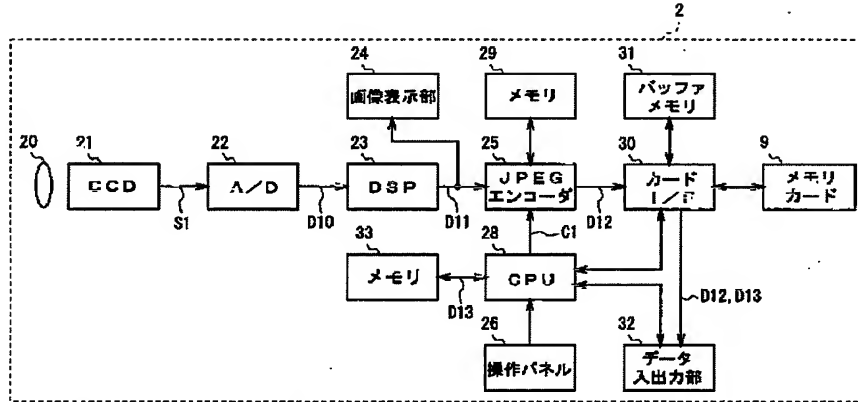 2
24
画像表示部
29
メモリ
31
バッファ
メモリ
20
21
CCD
S1
22
A/D
D10
23
DSP
D11
25
JPEG
エンコーダ
D12
30
カード
I/F
9
メモリ
カード
33
メモリ
D13
28
CPU
C1
D12, D13
26
操作パネル
32
データ
入出力部